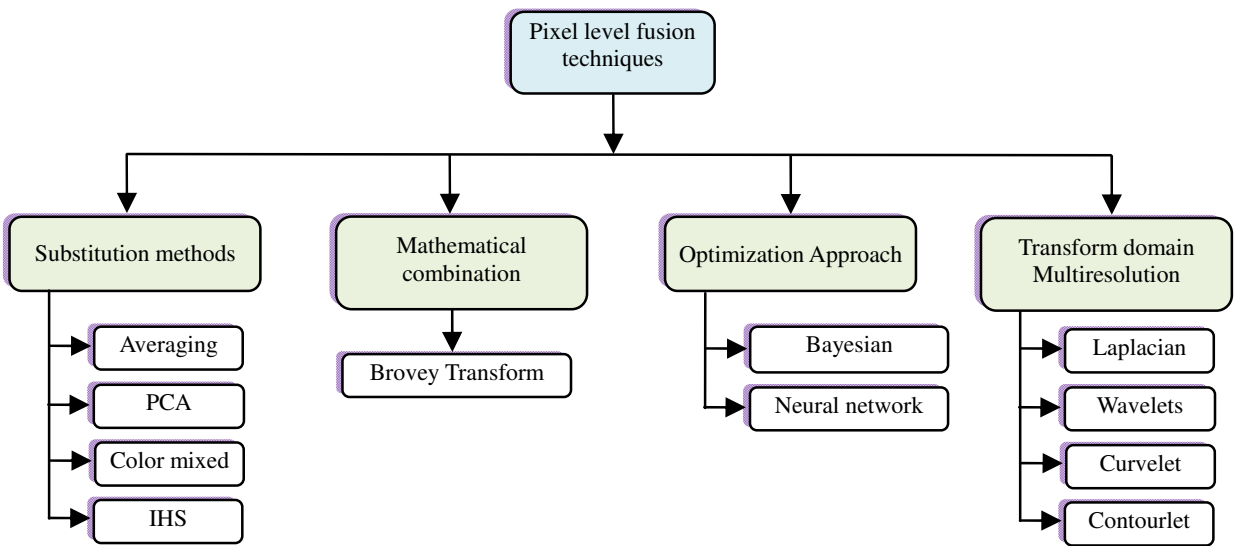 Pixel level fusion
techniques
Substitution methods
Averaging
PCA
Color mixed
IHS
Mathematical
combination
Brovey Transform
Optimization Approach
Bayesian
Neural network
Transform domain
Multiresolution
Laplacian
Wavelets
Curvelet
Contourlet